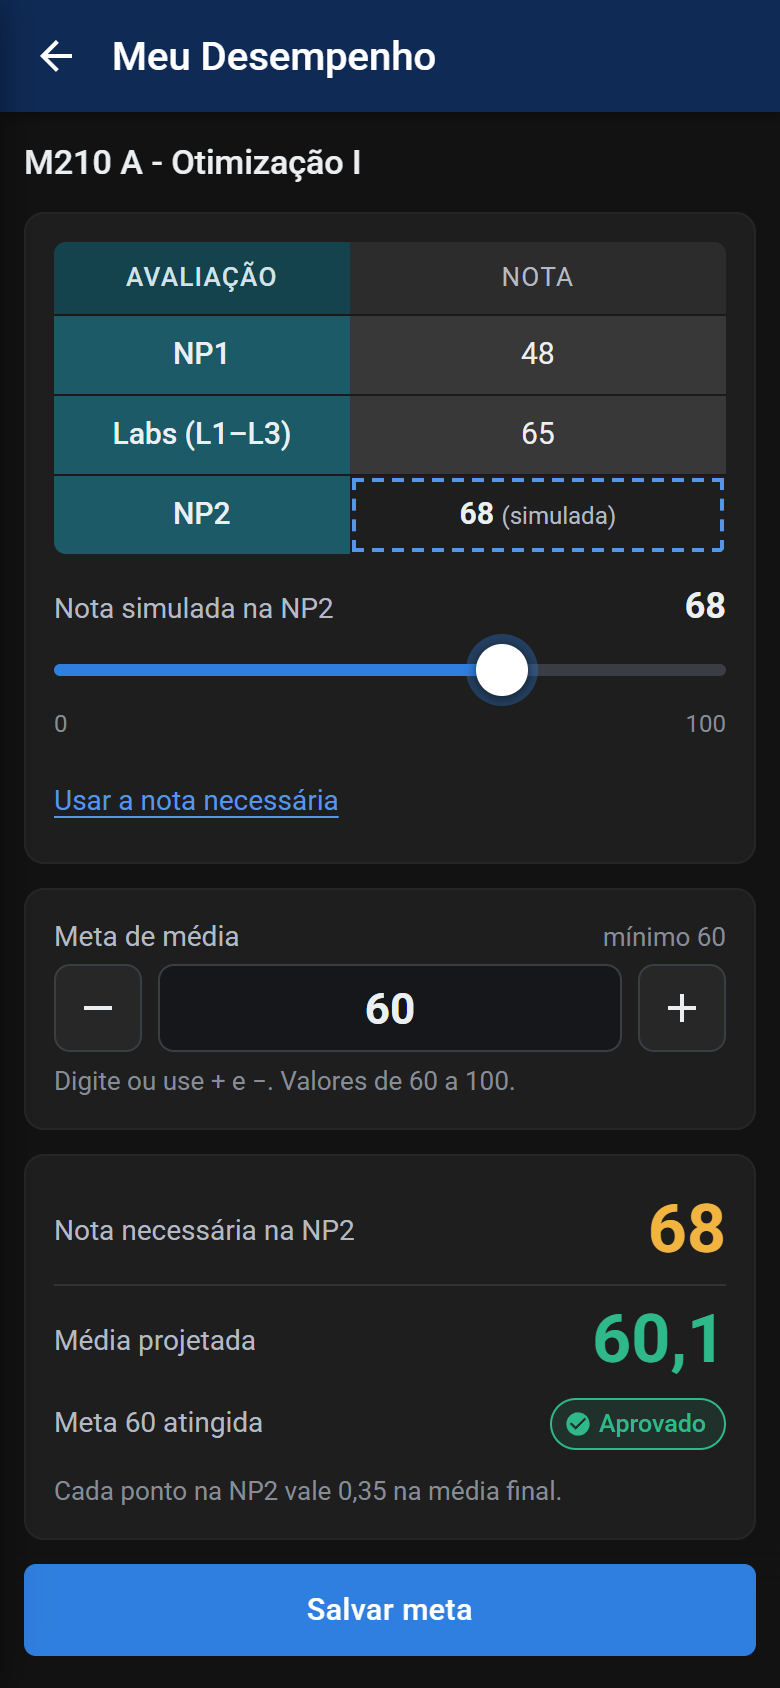 Meu Desempenho
M210 A - Otimização I
AVALIAÇÃO NOTA
NP1 48
Labs (L1–L3) 65
NP2 68 (simulada)
Nota simulada na NP2 68
0 100
Usar a nota necessária
Meta de média mínimo 60
− 60 +
Digite ou use + e −. Valores de 60 a 100.
Nota necessária na NP2 68
Média projetada 60,1
Meta 60 atingida Aprovado
Cada ponto na NP2 vale 0,35 na média final.
Salvar meta